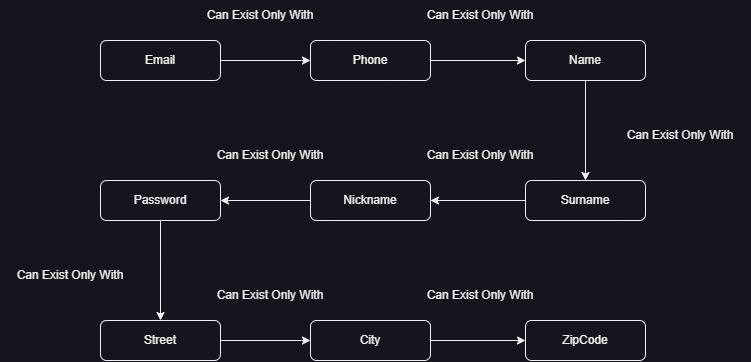 Can Exist Only With
Can Exist Only With
Email
Phone
Name
Can Exist Only With
Can Exist Only With
Can Exist Only With
Password
Nickname
Surname
Can Exist Only With
Can Exist Only With
Can Exist Only With
Street
City
ZipCode